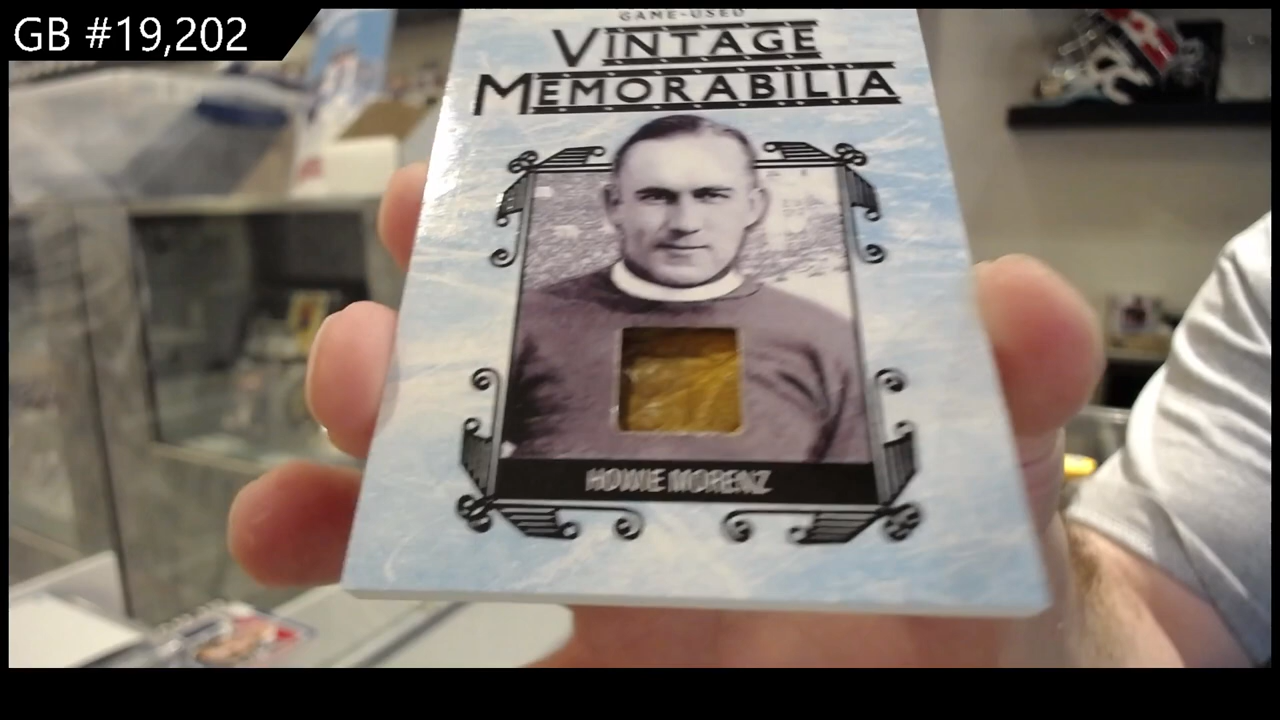 GB #19,202
GAME-USED
VINTAGE
MEMORABILIA
HOWIE MORENZ